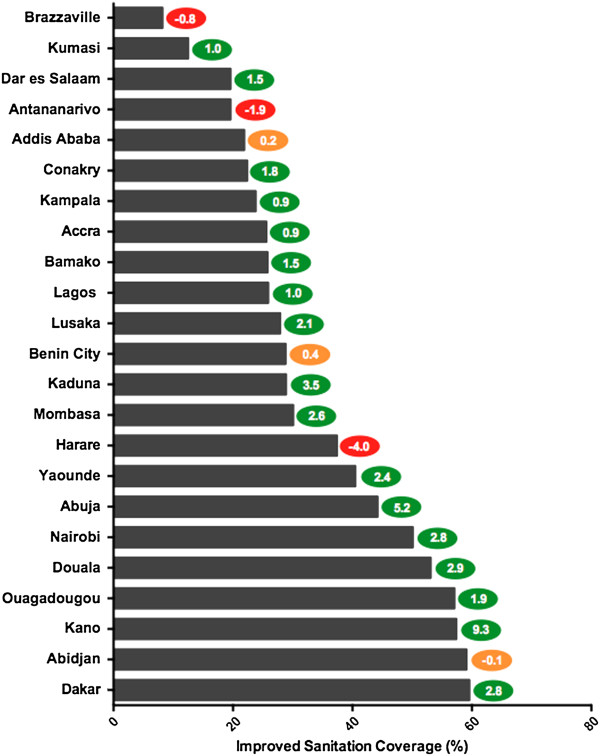 Brazzaville -0.8
Kumasi 1.0
Dar es Salaam 1.5
Antananarivo -1.9
Addis Ababa 0.2
Conakry 1.8
Kampala 0.9
Accra 0.9
Bamako 1.5
Lagos 1.0
Lusaka 2.1
Benin City 0.4
Kaduna 3.5
Mombasa 2.6
Harare -4.0
Yaounde 2.4
Abuja 5.2
Nairobi 2.8
Douala 2.9
Ouagadougou 1.9
Kano 9.3
Abidjan -0.1
Dakar 2.8
0 20 40 60 80
Improved Sanitation Coverage (%)